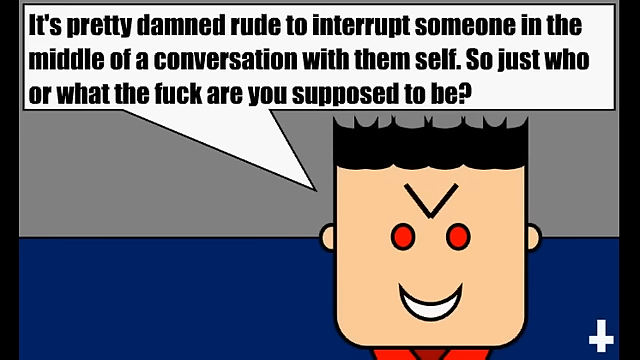 It's pretty damned rude to interrupt someone in the
middle of a conversation with them self. So just who
or what the fuck are you supposed to be?